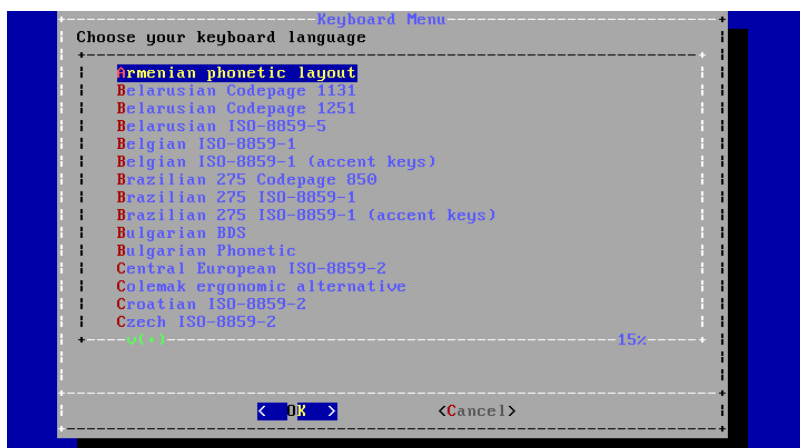 Keyboard Menu
Choose your keyboard language
Armenian phonetic layout
Belarusian Codepage 1131
Belarusian Codepage 1251
Belarusian ISO-8859-5
Belgian ISO-8859-1
Belgian ISO-8859-1 (accent keys)
Brazilian 275 Codepage 850
Brazilian 275 ISO-8859-1
Brazilian 275 ISO-8859-1 (accent keys)
Bulgarian BDS
Bulgarian Phonetic
Central European ISO-8859-2
Colemak ergonomic alternative
Croatian ISO-8859-2
Czech ISO-8859-2
v(+) 15%
< OK > <Cancel>